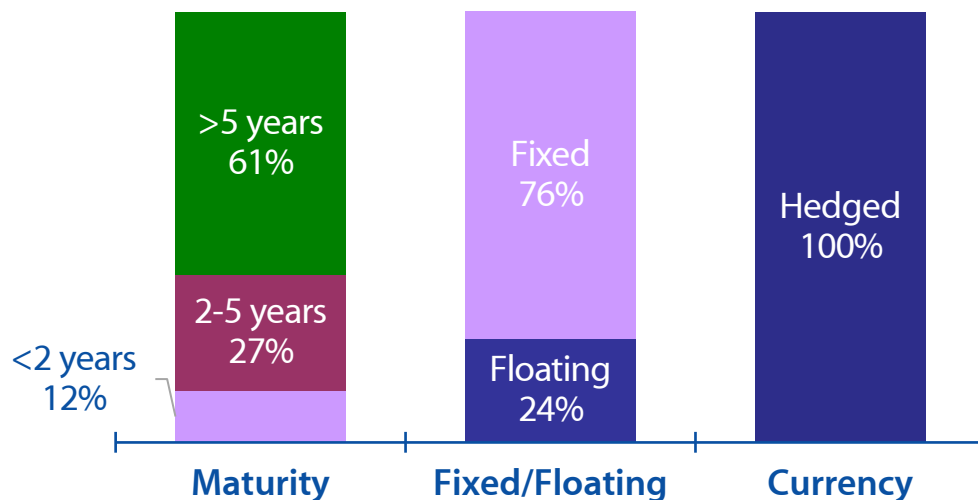 >5 years
61%
2-5 years
27%
<2 years
12%
Fixed
76%
Floating
24%
Hedged
100%
Maturity
Fixed/Floating
Currency